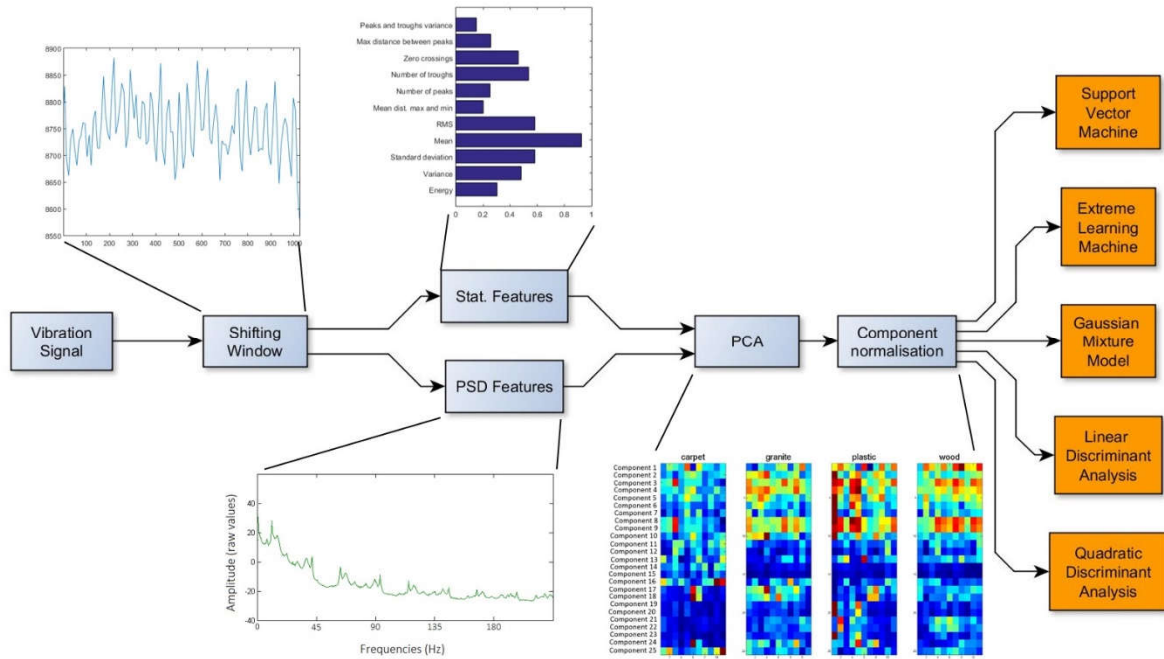 8900
8850
8800
8750
8700
8650
8600
8550
100 200 300 400 500 600 700 800 900 1000
Peaks and troughs variance
Max distance between peaks
Zero crossings
Number of troughs
Number of peaks
Mean dist. max and min
RMS
Mean
Standard deviation
Variance
Energy
0 0.2 0.4 0.6 0.8 1
Vibration
Signal
Shifting
Window
Stat. Features
PSD Features
PCA
Component
normalisation
Support
Vector
Machine
Extreme
Learning
Machine
Gaussian
Mixture
Model
Linear
Discriminant
Analysis
Quadratic
Discriminant
Analysis
Amplitude (raw values)
40
20
0
-20
-40
0 45 90 135 180
Frequencies (Hz)
carpet granite plastic wood
Component 1
Component 2
Component 3
Component 4
Component 5
Component 6
Component 7
Component 8
Component 9
Component 10
Component 11
Component 12
Component 13
Component 14
Component 15
Component 16
Component 17
Component 18
Component 19
Component 20
Component 21
Component 22
Component 23
Component 24
Component 25